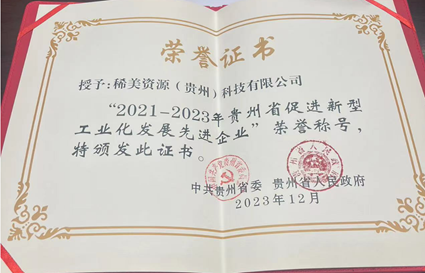 荣誉证书
授予:稀美资源（贵州）科技有限公司
“2021-2023年贵州省促进新型
工业化发展先进企业”荣誉称号，
特颁发此证书。
中共贵州省委 贵州省人民政府
2023年12月